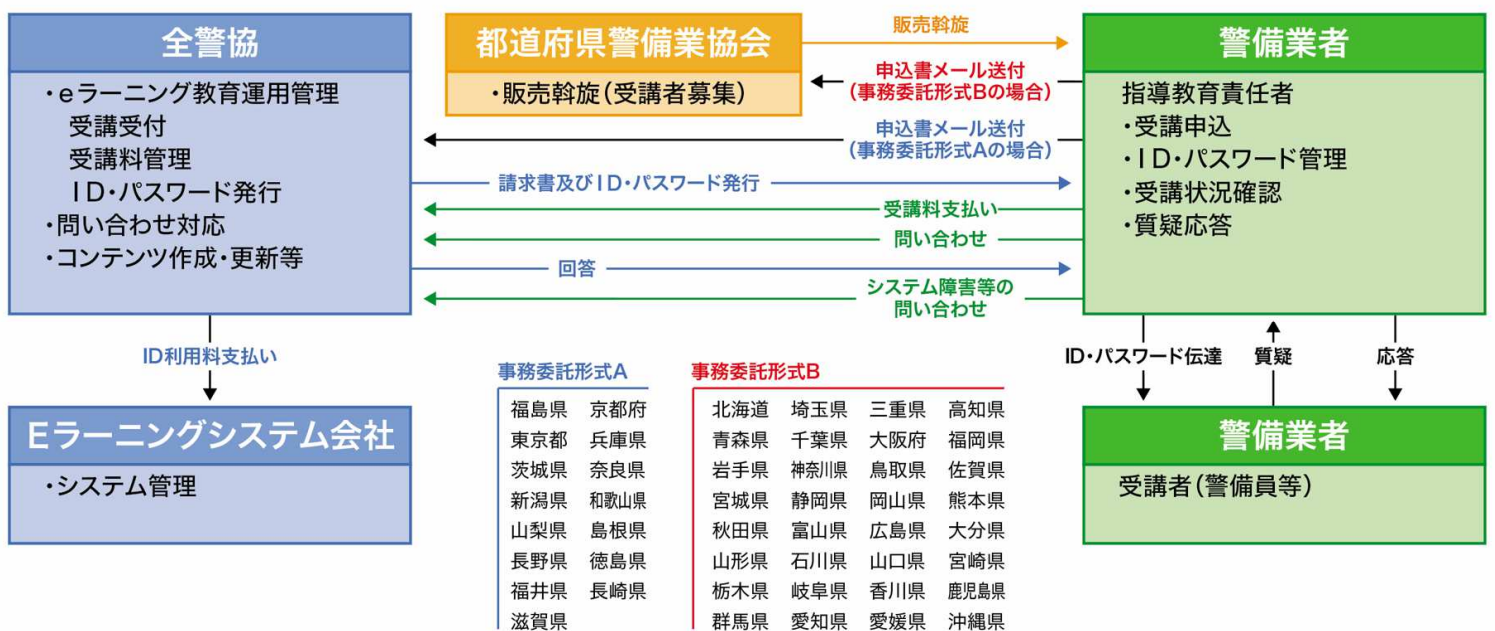 全警協
・eラーニング教育運用管理
受講受付
受講料管理
ID・パスワード発行
・問い合わせ対応
・コンテンツ作成・更新等
都道府県警備業協会
・販売斡旋(受講者募集)
警備業者
指導教育責任者
・受講申込
・ID・パスワード管理
・受講状況確認
・質疑応答
販売斡旋
申込書メール送付
(事務委託形式Bの場合)
申込書メール送付
(事務委託形式Aの場合)
請求書及びID・パスワード発行
受講料支払い
問い合わせ
回答
システム障害等の
問い合わせ
ID利用料支払い
ID・パスワード伝達
質疑
応答
Eラーニングシステム会社
・システム管理
警備業者
受講者(警備員等)
事務委託形式A
福島県 京都府
東京都 兵庫県
茨城県 奈良県
新潟県 和歌山県
山梨県 島根県
長野県 徳島県
福井県 長崎県
滋賀県
事務委託形式B
北海道 埼玉県 三重県 高知県
青森県 千葉県 大阪府 福岡県
岩手県 神奈川県 鳥取県 佐賀県
宮城県 静岡県 岡山県 熊本県
秋田県 富山県 広島県 大分県
山形県 石川県 山口県 宮崎県
栃木県 岐阜県 香川県 鹿児島県
群馬県 愛知県 愛媛県 沖縄県